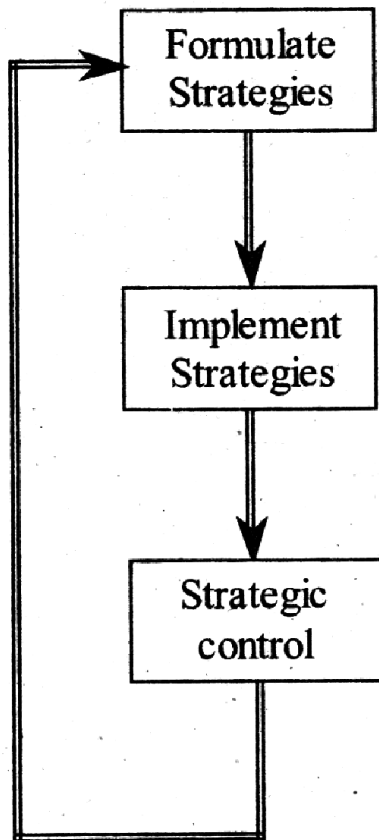 Formulate
Strategies
Implement
Strategies
Strategic
control